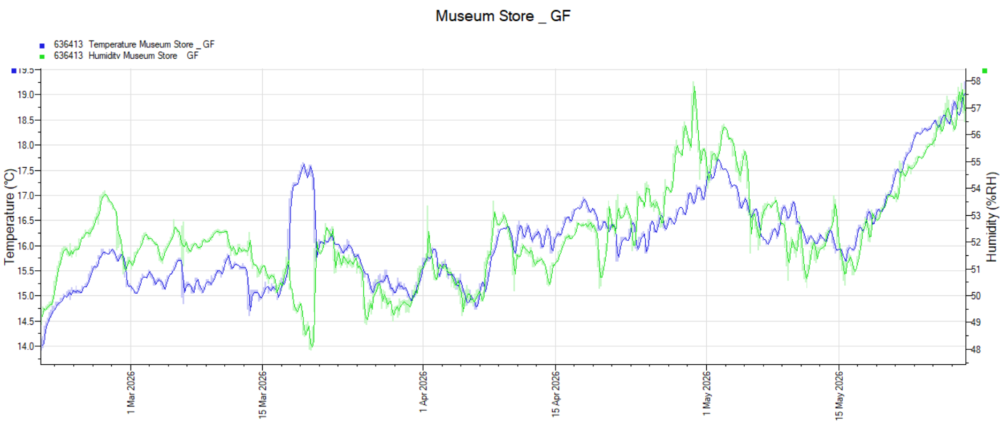 Museum Store _ GF
636413 Temperature Museum Store _ GF
636413 Humidity Museum Store GF
19.5
19.0
18.5
18.0
17.5
17.0
16.5
16.0
15.5
15.0
14.5
14.0
Temperature (°C)
58
57
56
55
54
53
52
51
50
49
48
Humidity (%RH)
1 Mar 2026
15 Mar 2026
1 Apr 2026
15 Apr 2026
1 May 2026
15 May 2026